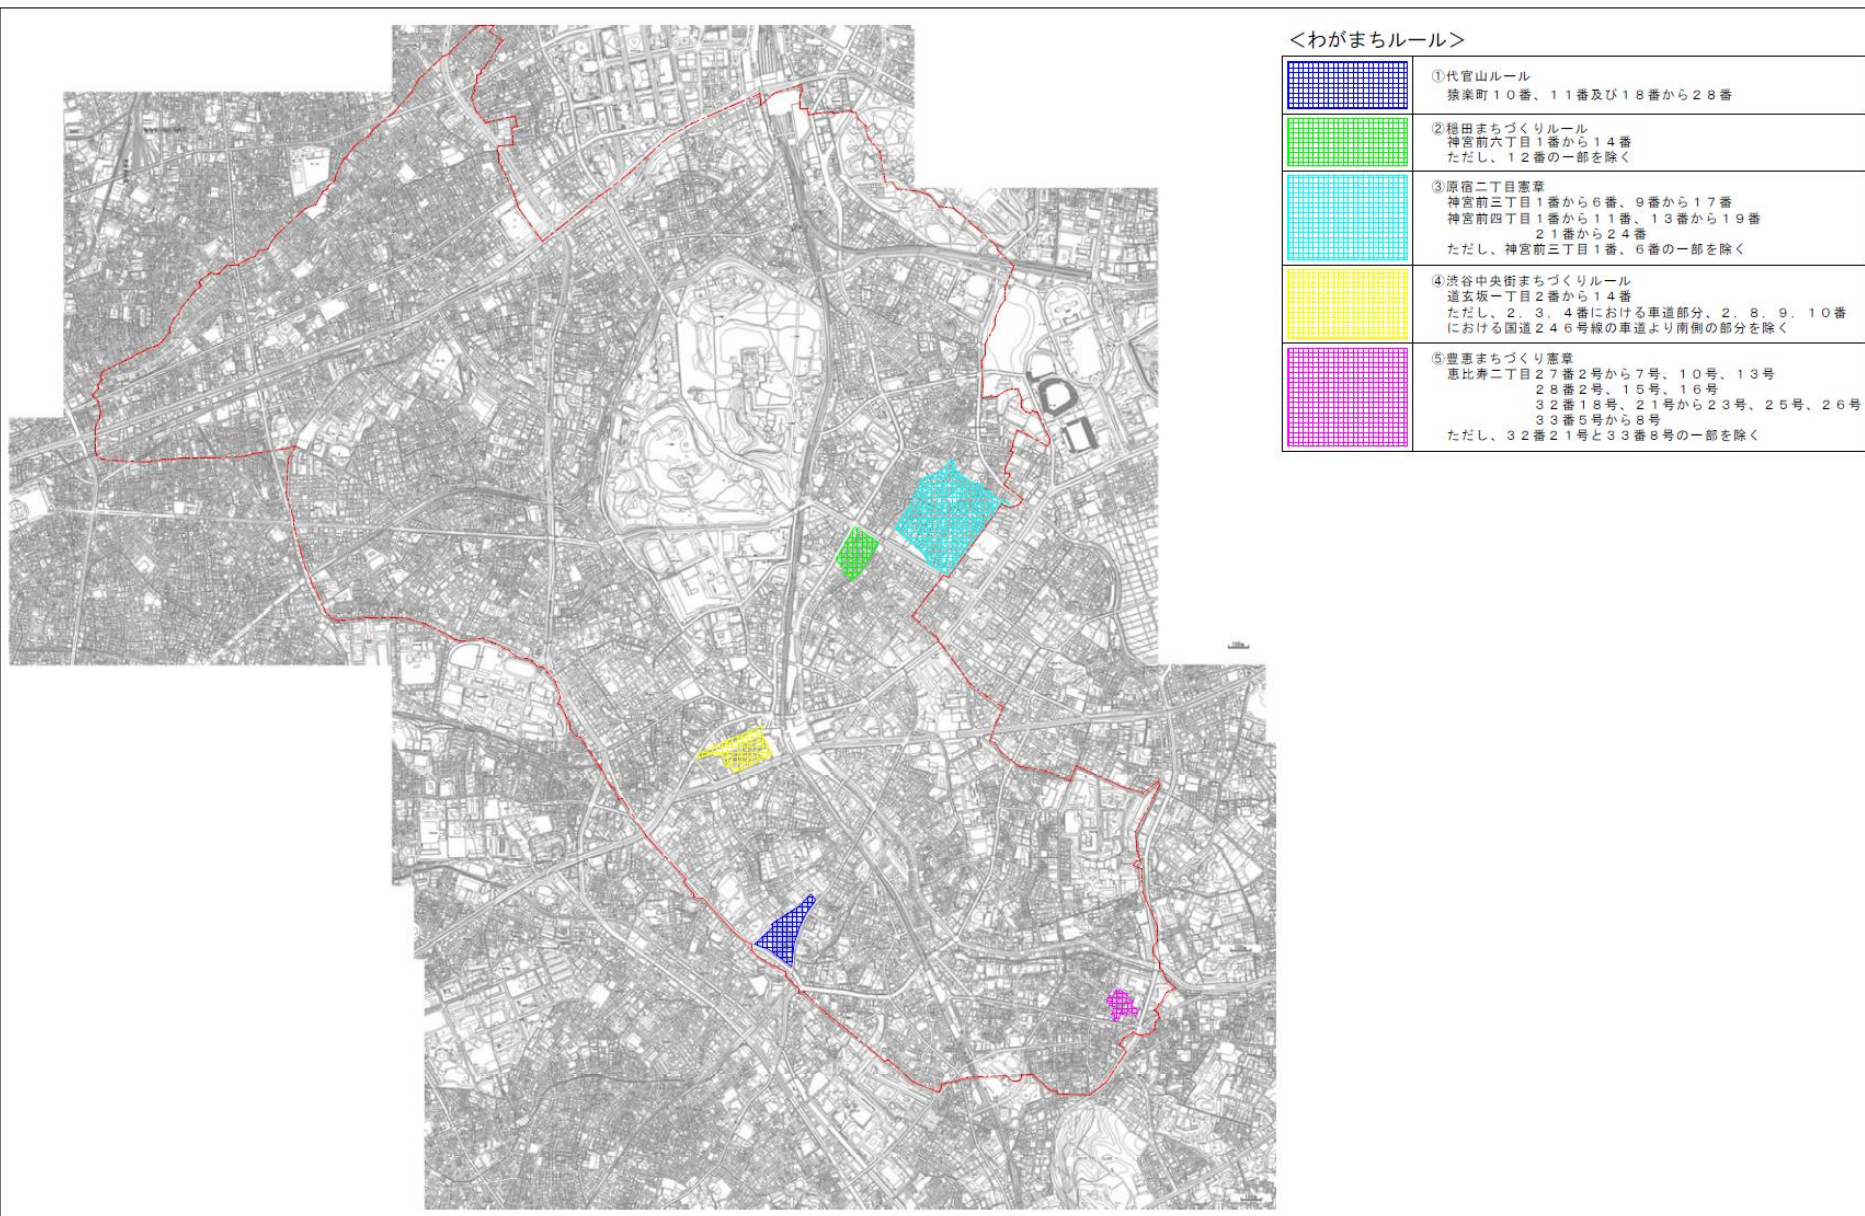 <わがまちルール>
①代官山ルール
猿楽町10番、11番及び18番から28番
②穏田まちづくりルール
神宮前六丁目1番から14番
ただし、12番の一部を除く
③原宿二丁目憲章
神宮前三丁目1番から6番、9番から17番
神宮前四丁目1番から11番、13番から19番
21番から24番
ただし、神宮前三丁目1番、6番の一部を除く
④渋谷中央街まちづくりルール
道玄坂一丁目2番から14番
ただし、2．3．4番における車道部分、2．8．9．10番
における国道246号線の車道より南側の部分を除く
⑤豊恵まちづくり憲章
恵比寿二丁目27番2号から7号、10号、13号
28番2号、15号、16号
32番18号、21号から23号、25号、26号
33番5号から8号
ただし、32番21号と33番8号の一部を除く